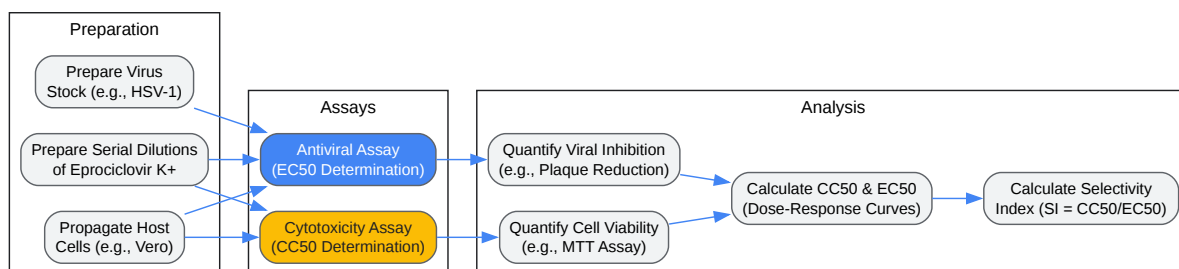 Preparation
Prepare Virus
Stock (e.g., HSV-1)
Prepare Serial Dilutions
of Eprociclovir K+
Propagate Host
Cells (e.g., Vero)
Assays
Antiviral Assay
(EC50 Determination)
Cytotoxicity Assay
(CC50 Determination)
Analysis
Quantify Viral Inhibition
(e.g., Plaque Reduction)
Quantify Cell Viability
(e.g., MTT Assay)
Calculate CC50 & EC50
(Dose-Response Curves)
Calculate Selectivity
Index (SI = CC50/EC50)